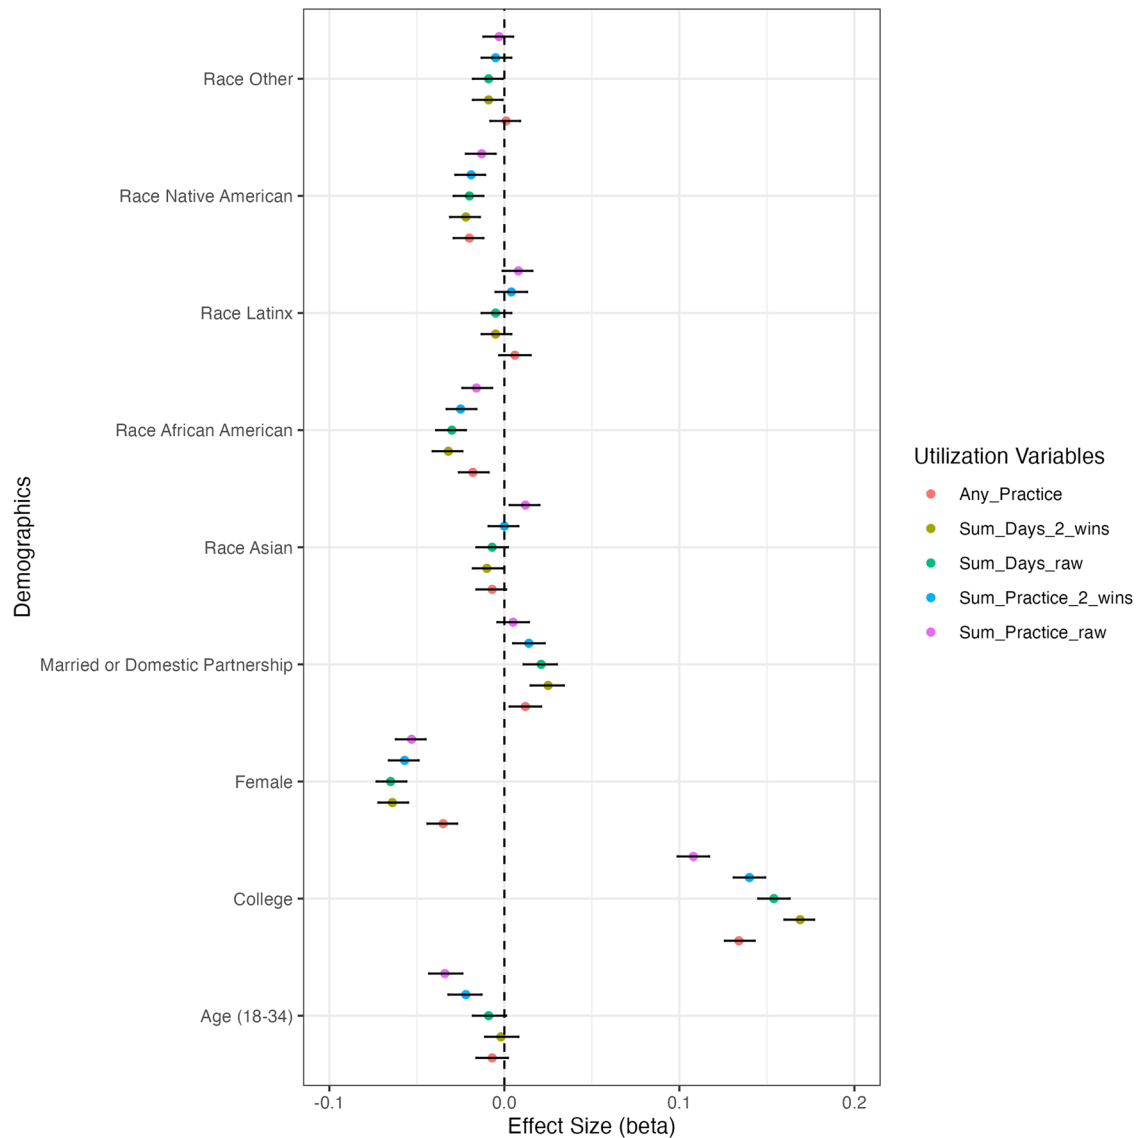 Demographics
Race Other
Race Native American
Race Latinx
Race African American
Race Asian
Married or Domestic Partnership
Female
College
Age (18-34)
-0.1
0.0
0.1
0.2
Effect Size (beta)
Utilization Variables
Any_Practice
Sum_Days_2_wins
Sum_Days_raw
Sum_Practice_2_wins
Sum_Practice_raw